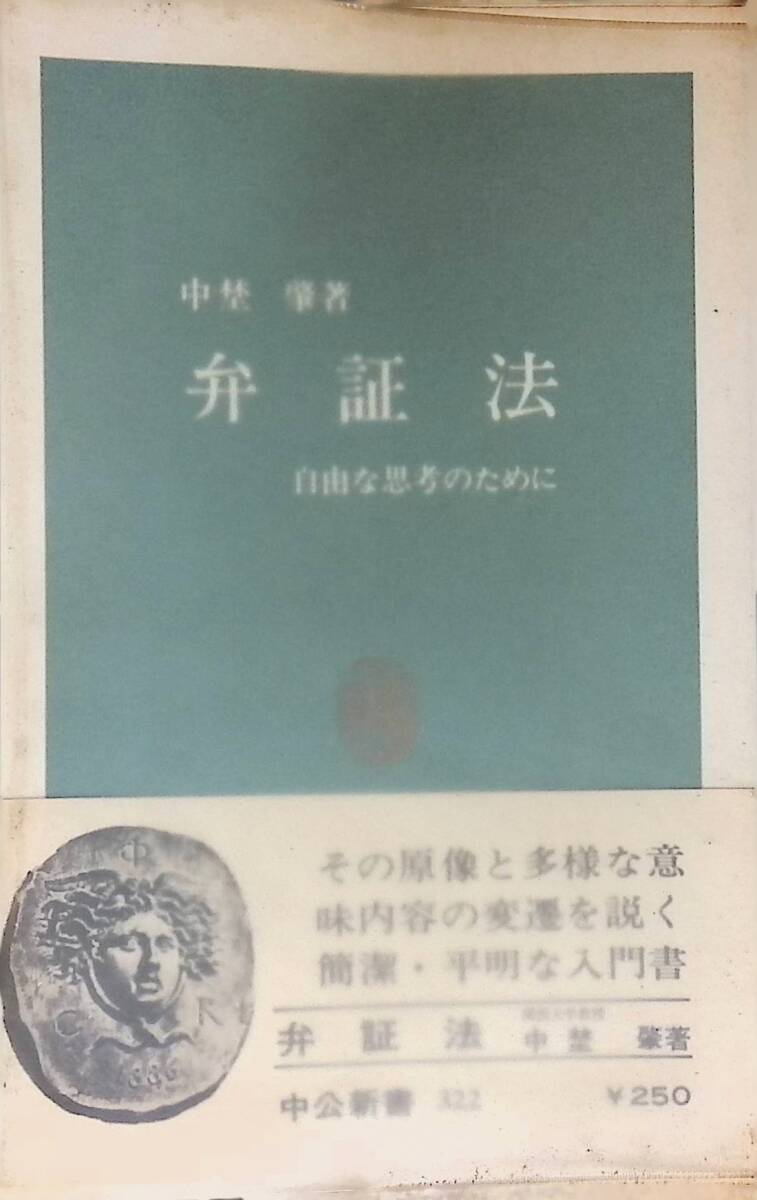 中埜 肇著
弁証法
自由な思考のために
その原像と多様な意
味内容の変遷を説く
簡潔・平明な入門書
弁証法 中埜 肇著
中公新書 322 ¥250